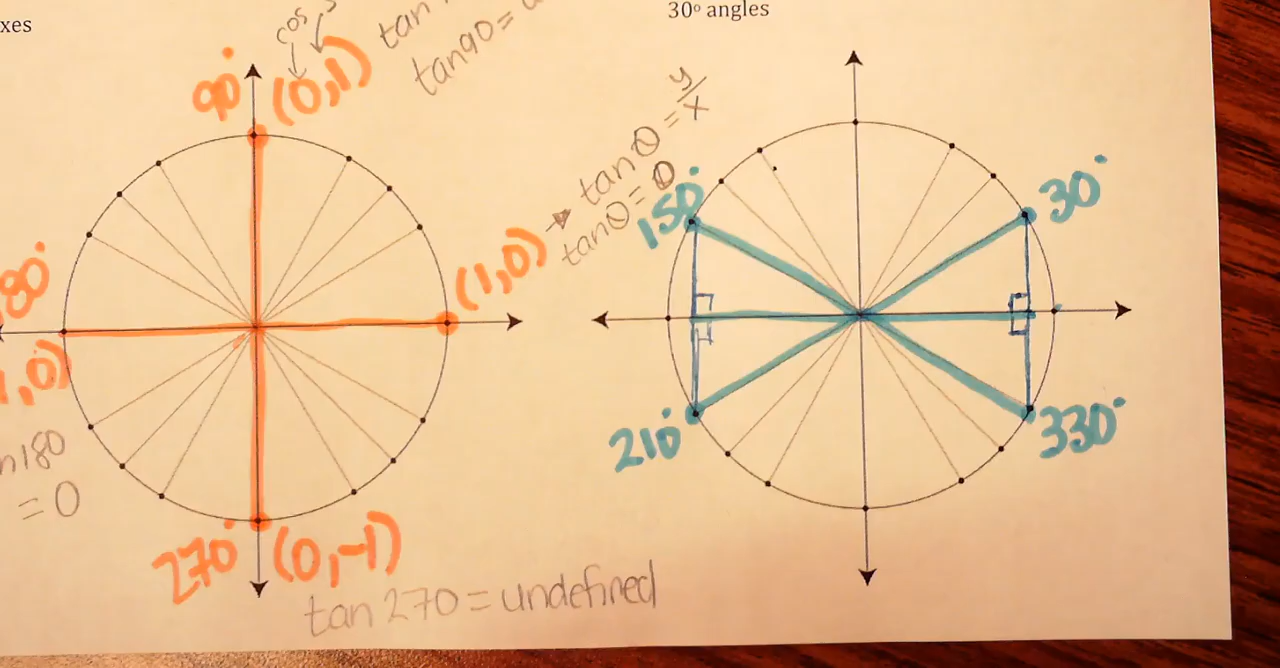 xes
cos
90°
(0,1)
tan
tan90=
80°
(1,0)
tanθ=y/x
tanθ=0
,0)
n180
=0
270°
(0,-1)
tan 270 = undefined
30° angles
150°
30°
210°
330°